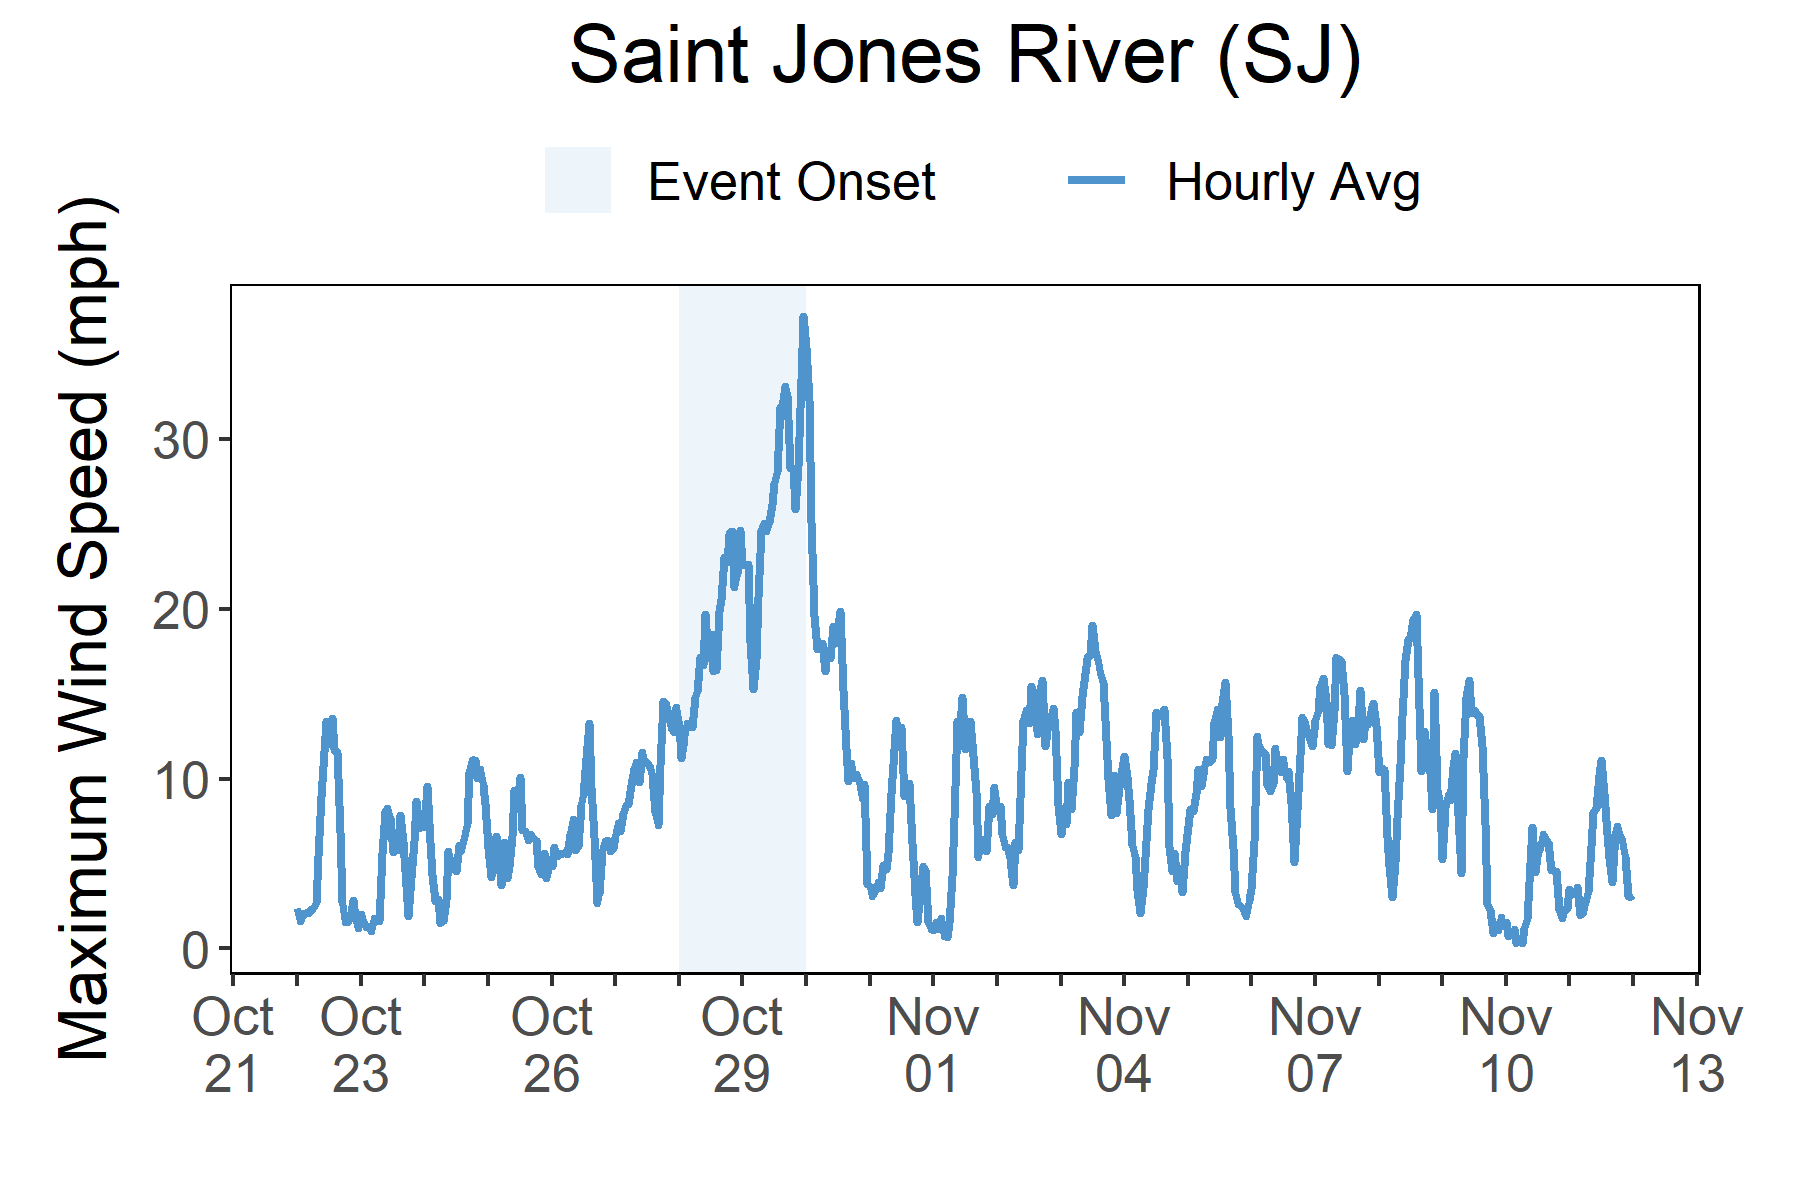 Saint Jones River (SJ)
Event Onset
Hourly Avg
Maximum Wind Speed (mph)
30
20
10
0
Oct 21
Oct 23
Oct 26
Oct 29
Nov 01
Nov 04
Nov 07
Nov 10
Nov 13